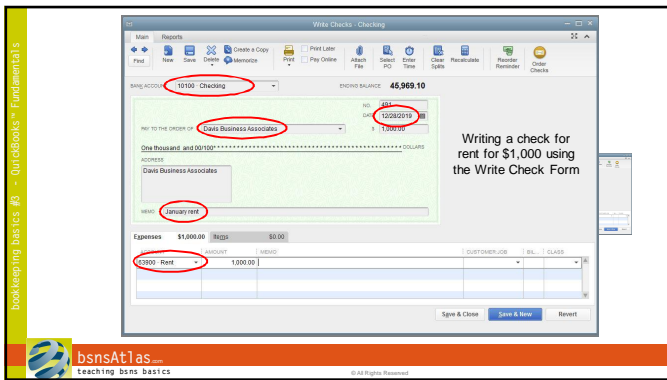 Write Checks - Checking
Main Reports
Find New Save Delete Create a Copy Memorize Print Print Later Pay Online Attach File Select PO Enter Time Clear Splits Recalculate Reorder Reminder Order Checks
BANK ACCOUNT 10100 · Checking ENDING BALANCE 45,969.10
NO. 491
DATE 12/28/2019
PAY TO THE ORDER OF Davis Business Associates $ 1,000.00
One thousand and 00/100* * * * * * * * * * * * * * * * * * * * * * * * * * * * * * * * * * * * * * * * * * DOLLARS
ADDRESS
Davis Business Associates
MEMO January rent
Expenses $1,000.00 Items $0.00
AMOUNT MEMO CUSTOMER:JOB BIL... CLASS
63900 · Rent 1,000.00
Save & Close Save & New Revert
Writing a check for
rent for $1,000 using
the Write Check Form
bookkeeping basics #3 - QuickBooks™ Fundamentals
bsnsAtlas.com
teaching bsns basics
© All Rights Reserved